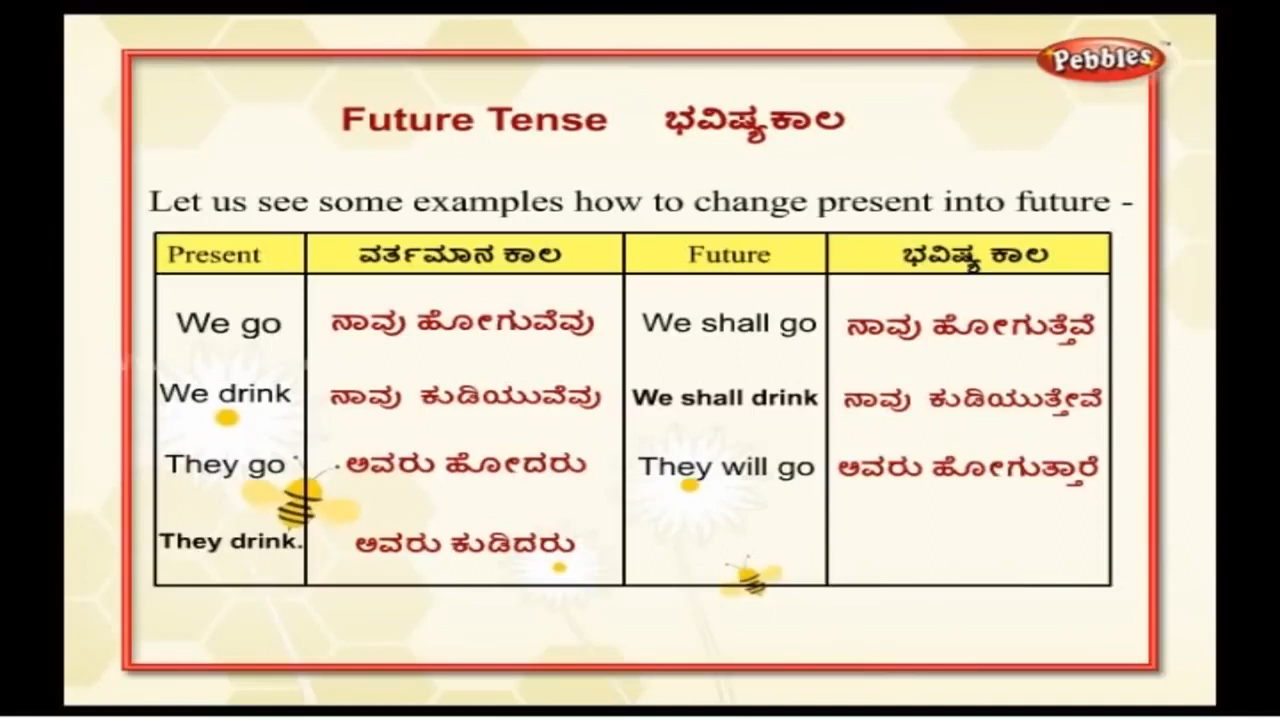 Pebbles™
Future Tense ಭವಿಷ್ಯಕಾಲ
Let us see some examples how to change present into future -
Present ವರ್ತಮಾನ ಕಾಲ Future ಭವಿಷ್ಯ ಕಾಲ
We go ನಾವು ಹೋಗುವೆವು We shall go ನಾವು ಹೋಗುತ್ತೆವೆ
We drink ನಾವು ಕುಡಿಯುವೆವು We shall drink ನಾವು ಕುಡಿಯುತ್ತೇವೆ
They go ಅವರು ಹೋದರು They will go ಅವರು ಹೋಗುತ್ತಾರೆ
They drink. ಅವರು ಕುಡಿದರು